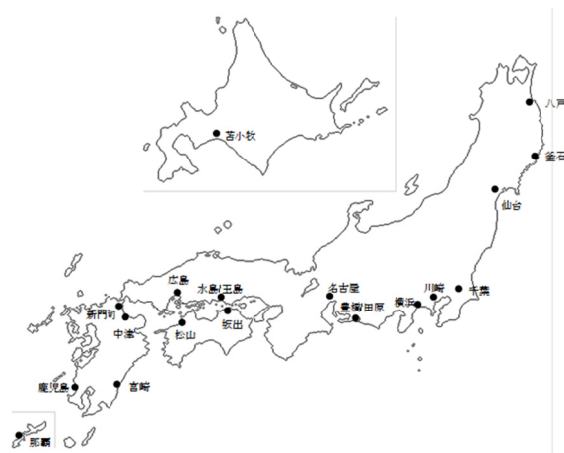 苫小牧
八戸
釜石
仙台
広島
水島/玉島
名古屋
川崎
千葉
豊橋/田原
横浜
新門司
坂出
中津
松山
鹿児島
宮崎
那覇